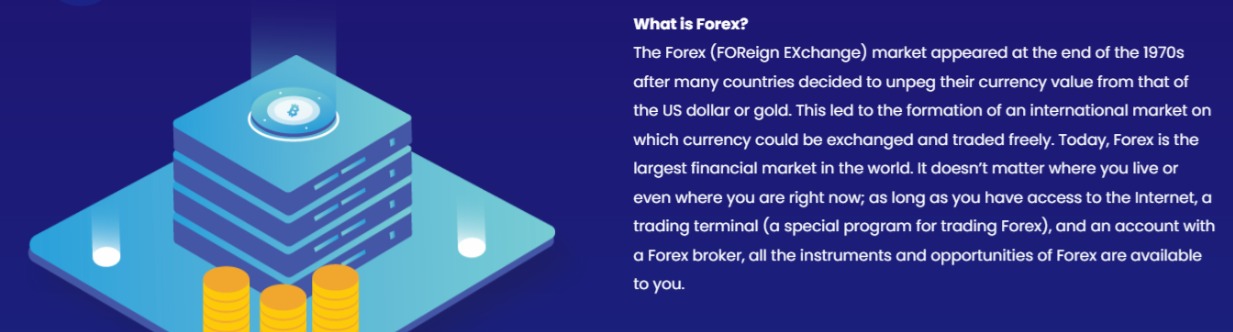 What is Forex?
The Forex (FOReign EXchange) market appeared at the end of the 1970s
after many countries decided to unpeg their currency value from that of
the US dollar or gold. This led to the formation of an international market on
which currency could be exchanged and traded freely. Today, Forex is the
largest financial market in the world. It doesn't matter where you live or
even where you are right now; as long as you have access to the Internet, a
trading terminal (a special program for trading Forex), and an account with
a Forex broker, all the instruments and opportunities of Forex are available
to you.